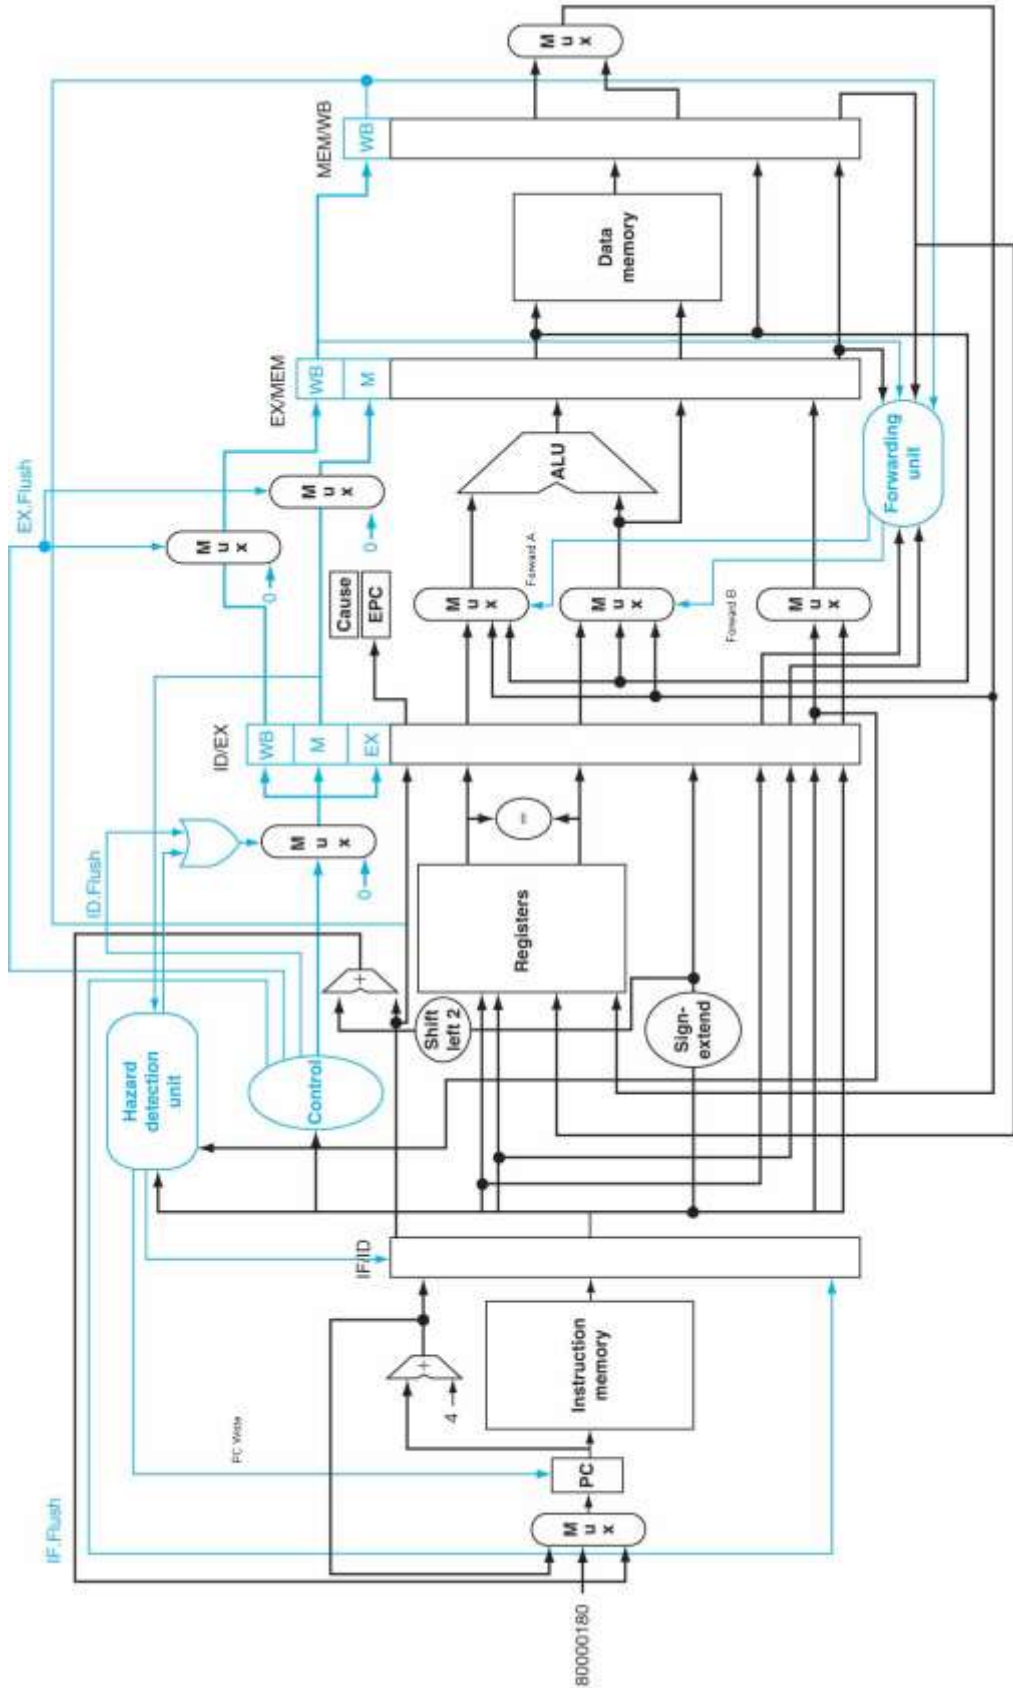 EX.Flush
IF.Flush
ID.Flush
Hazard
detection
unit
M
u
x
M
u
x
0
ID/EX
WB
M
EX
EX/MEM
WB
M
MEM/WB
WB
Control
M
u
x
0
0
Cause
EPC
IF/ID
PC Write
+
+
4
Shift
left 2
M
u
x
PC
Instruction
memory
Registers
=
M
u
x
ALU
Data
memory
M
u
x
M
u
x
Forward A
80000180
Sign-
extend
Forward B
M
u
x
Forwarding
unit